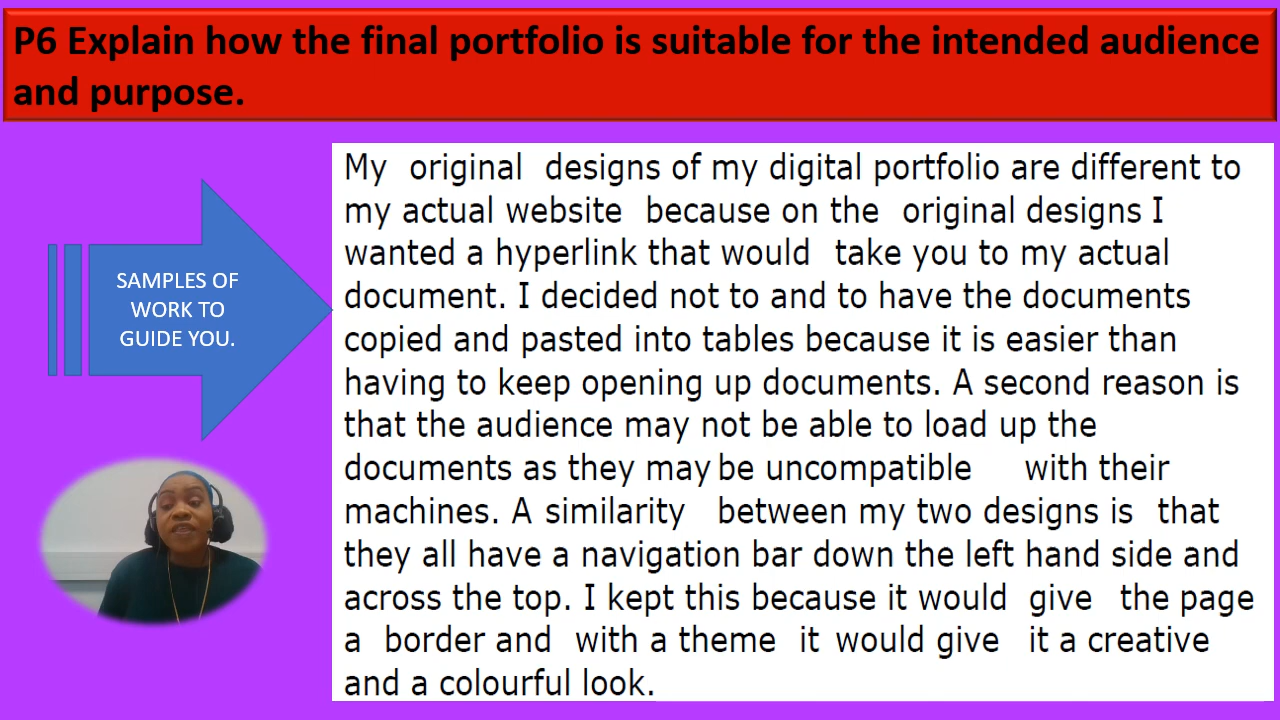 P6 Explain how the final portfolio is suitable for the intended audience
and purpose.
SAMPLES OF
WORK TO
GUIDE YOU.
My original designs of my digital portfolio are different to
my actual website because on the original designs I
wanted a hyperlink that would take you to my actual
document. I decided not to and to have the documents
copied and pasted into tables because it is easier than
having to keep opening up documents. A second reason is
that the audience may not be able to load up the
documents as they may be uncompatible with their
machines. A similarity between my two designs is that
they all have a navigation bar down the left hand side and
across the top. I kept this because it would give the page
a border and with a theme it would give it a creative
and a colourful look.